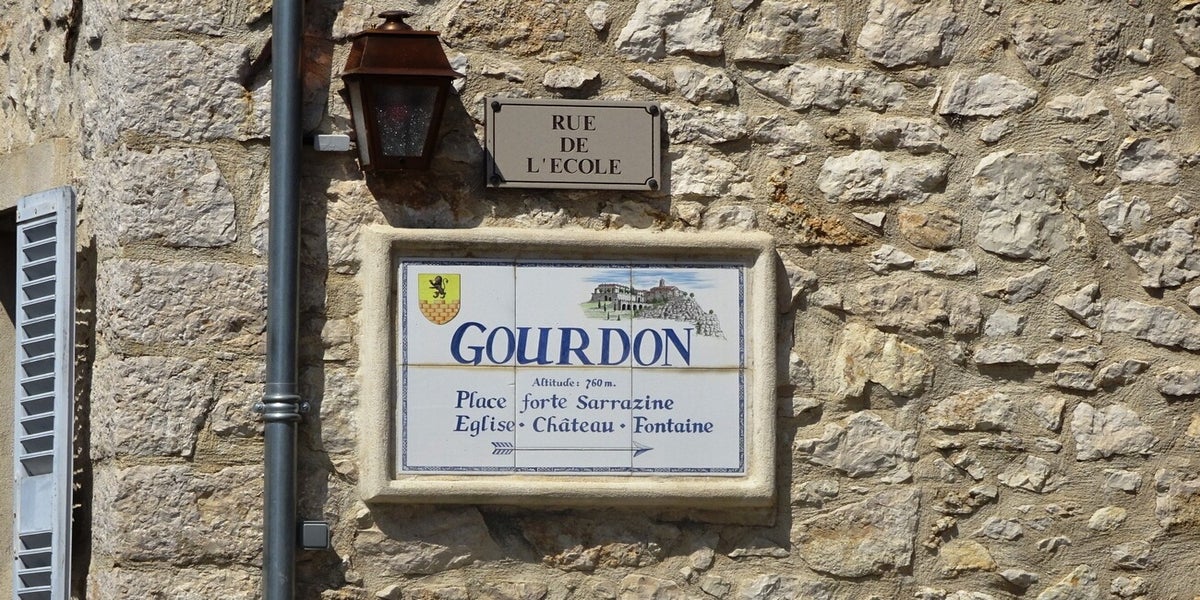 RUE
DE
L'ECOLE
GOURDON
Altitude: 760 m.
Place forte Sarrazine
Eglise • Château • Fontaine